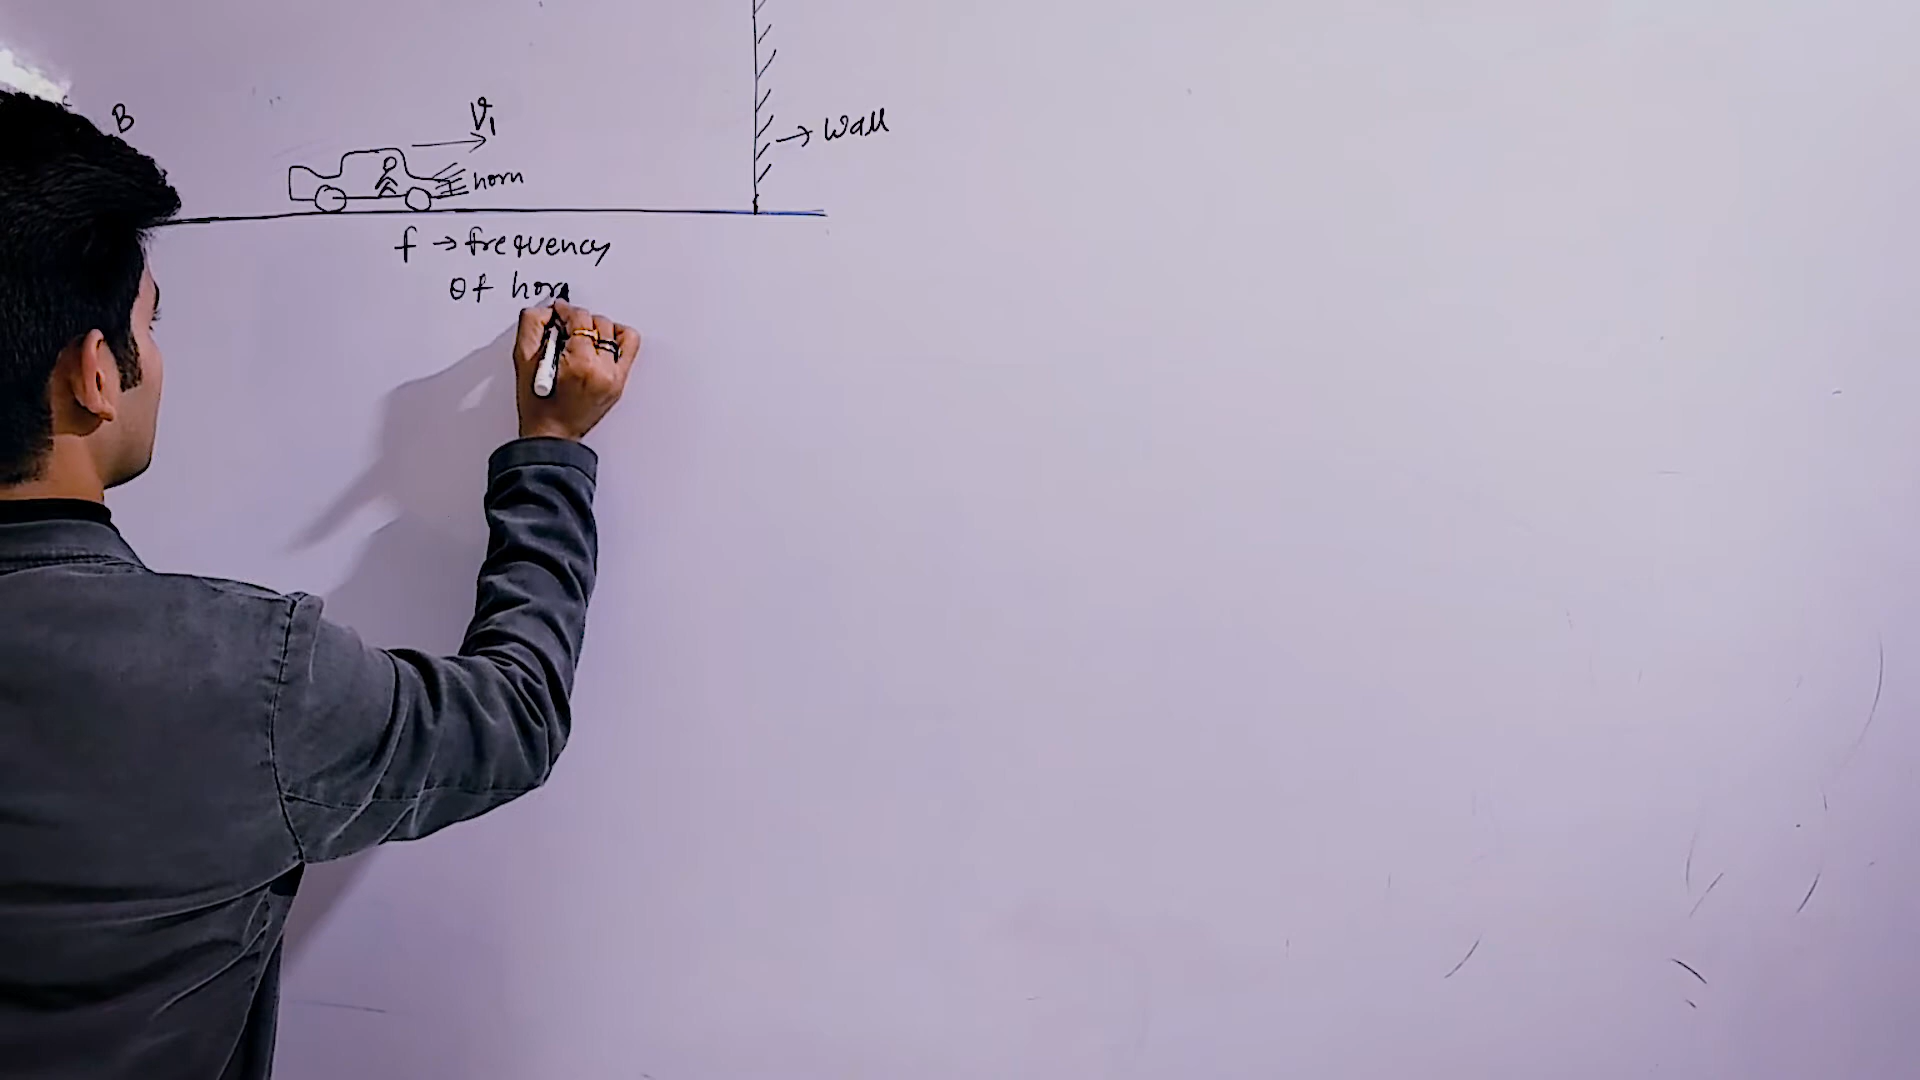 B
V1
horn
→ Wall
f → frequency
of horn